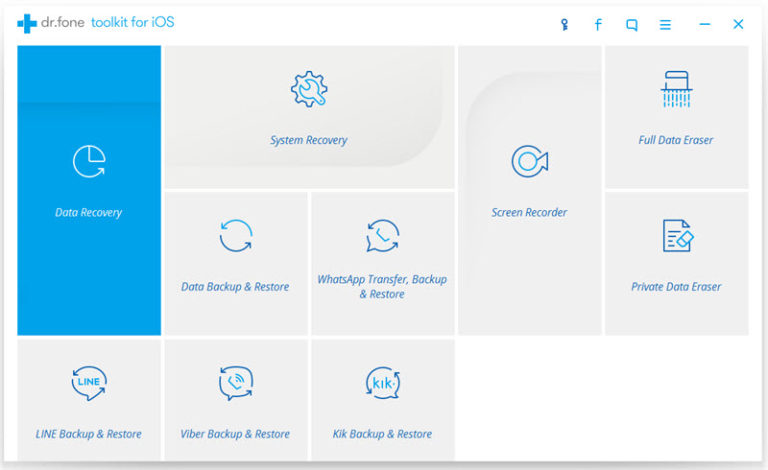 dr.fone toolkit for iOS
System Recovery
Full Data Eraser
Data Recovery
Screen Recorder
Data Backup & Restore
WhatsApp Transfer, Backup
& Restore
Private Data Eraser
LINE
kik
LINE Backup & Restore
Viber Backup & Restore
Kik Backup & Restore